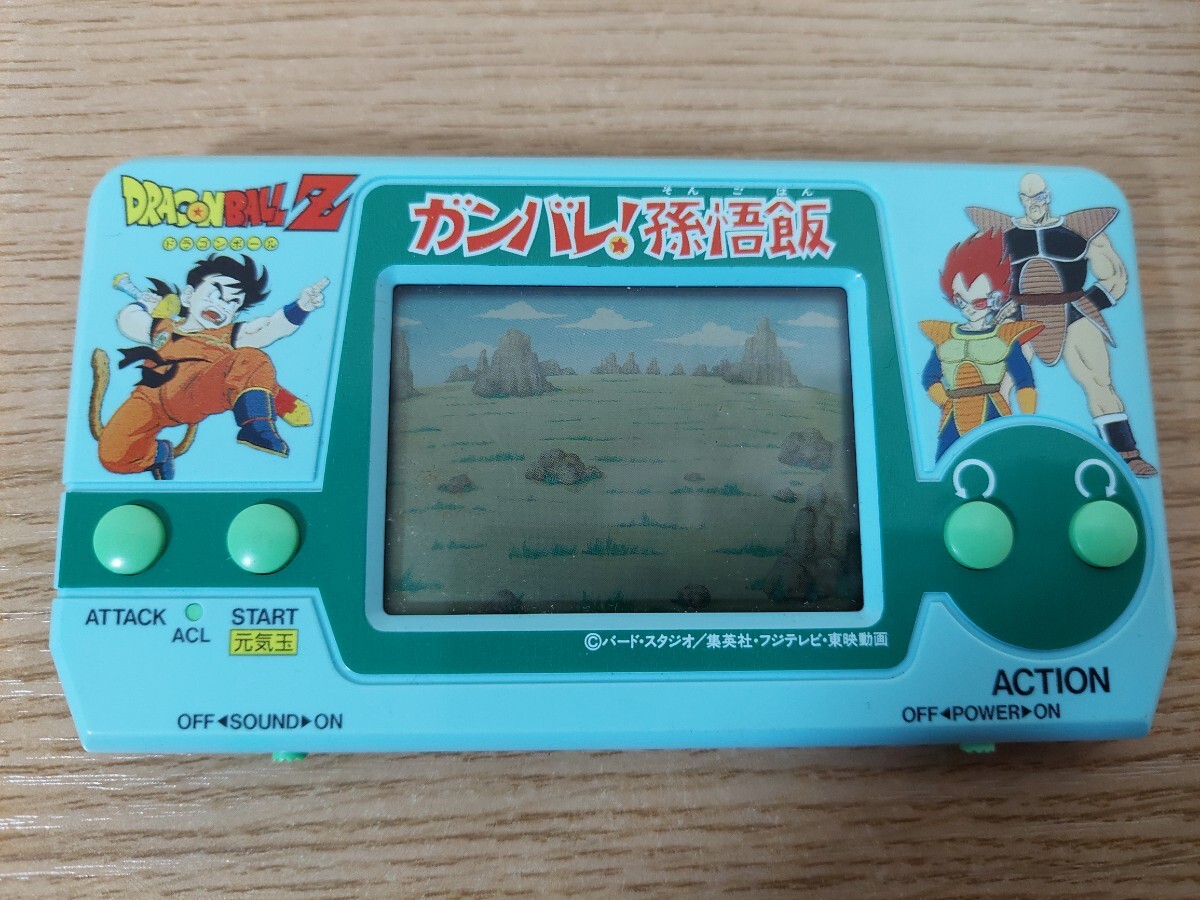 DRAGON BALL Z
ドラゴンボール
そん ご はん
ガンバレ!孫悟飯
ATTACK
ACL
START
元気玉
©バード・スタジオ/集英社・フジテレビ・東映動画
ACTION
OFF◀SOUND▶ON
OFF◀POWER▶ON